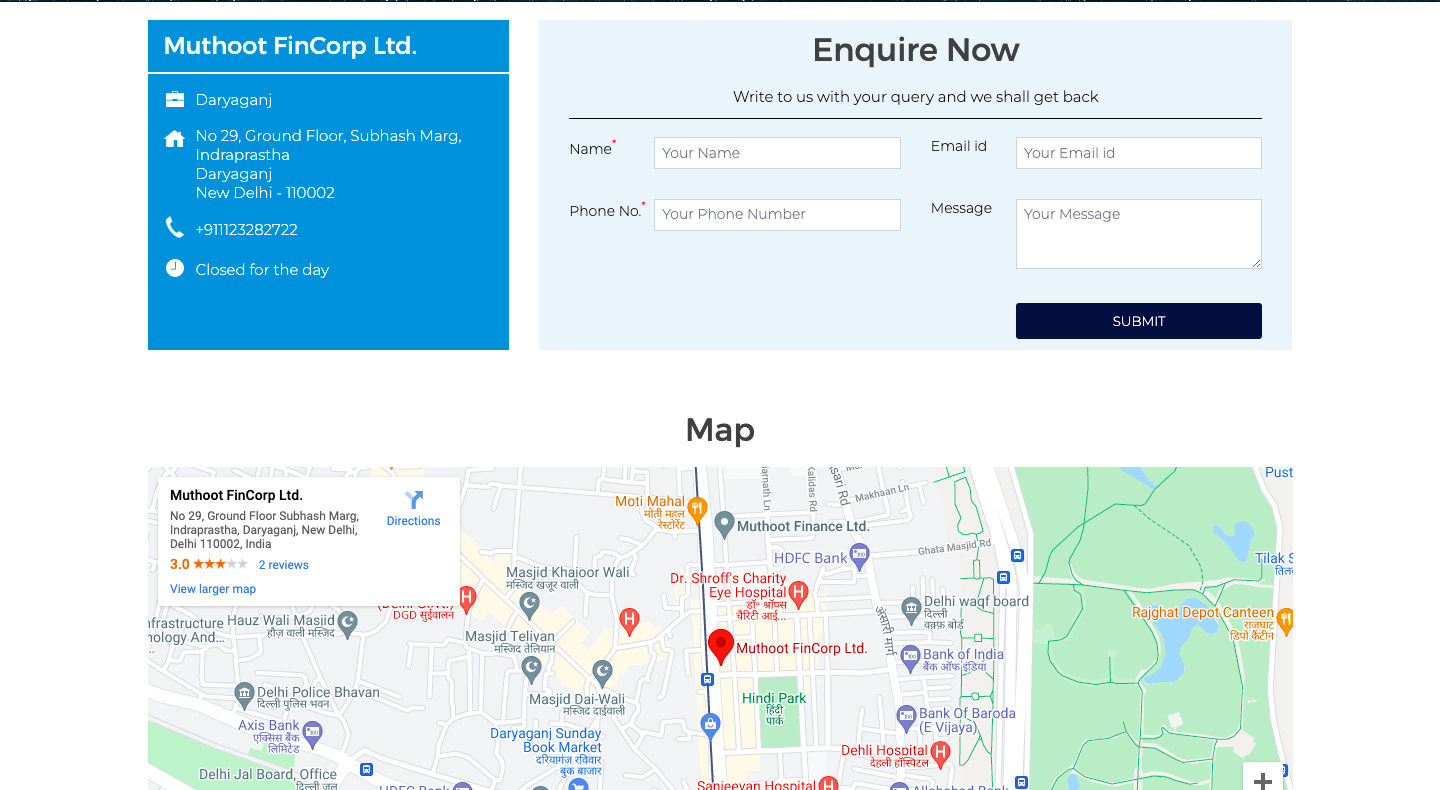 Muthoot FinCorp Ltd.
Daryaganj
No 29, Ground Floor, Subhash Marg,
Indraprastha
Daryaganj
New Delhi - 110002
+911123282722
Closed for the day
Enquire Now
Write to us with your query and we shall get back
Name*
Your Name
Email id
Your Email id
Phone No.*
Your Phone Number
Message
Your Message
SUBMIT
Map
Muthoot FinCorp Ltd.
No 29, Ground Floor Subhash Marg,
Indraprastha, Daryaganj, New Delhi,
Delhi 110002, India
3.0
2 reviews
View larger map
Directions
Moti Mahal
मोती महल
रेस्टोरेंट
Muthoot Finance Ltd.
HDFC Bank
Makhaan Ln
Ghata Masjid Rd
Kalidas Rd
Masjid Khajoor Wali
मस्जिद खजूर वाली
Dr. Shroff's Charity
Eye Hospital
डॉ॰ श्रॉफ्स
चैरिटी आई...
DGD सुईवालन
Hauz Wali Masjid
हौज़ वाली मस्जिद
Masjid Teliyan
मस्जिद तेलियान
Muthoot FinCorp Ltd.
Delhi waqf board
दिल्ली
वक़्फ़ बोर्ड
अंसारी मार्ग
Bank of India
बैंक ऑफ़ इंडिया
Rajghat Depot Canteen
राजघाट
डिपो कैंटीन
Delhi Police Bhavan
दिल्ली पुलिस भवन
Masjid Dai-Wali
मस्जिद दाईवाली
Hindi Park
हिंदी
पार्क
Axis Bank
एक्सिस बैंक
लिमिटेड
Daryaganj Sunday
Book Market
दरियागंज रविवार
बुक बाजार
Bank Of Baroda
(E Vijaya)
Dehli Hospital
देहली हॉस्पिटल
Delhi Jal Board, Office
दिल्ली जल
HDFC Bank
Sanjeevan Hospital
Allahabad Bank